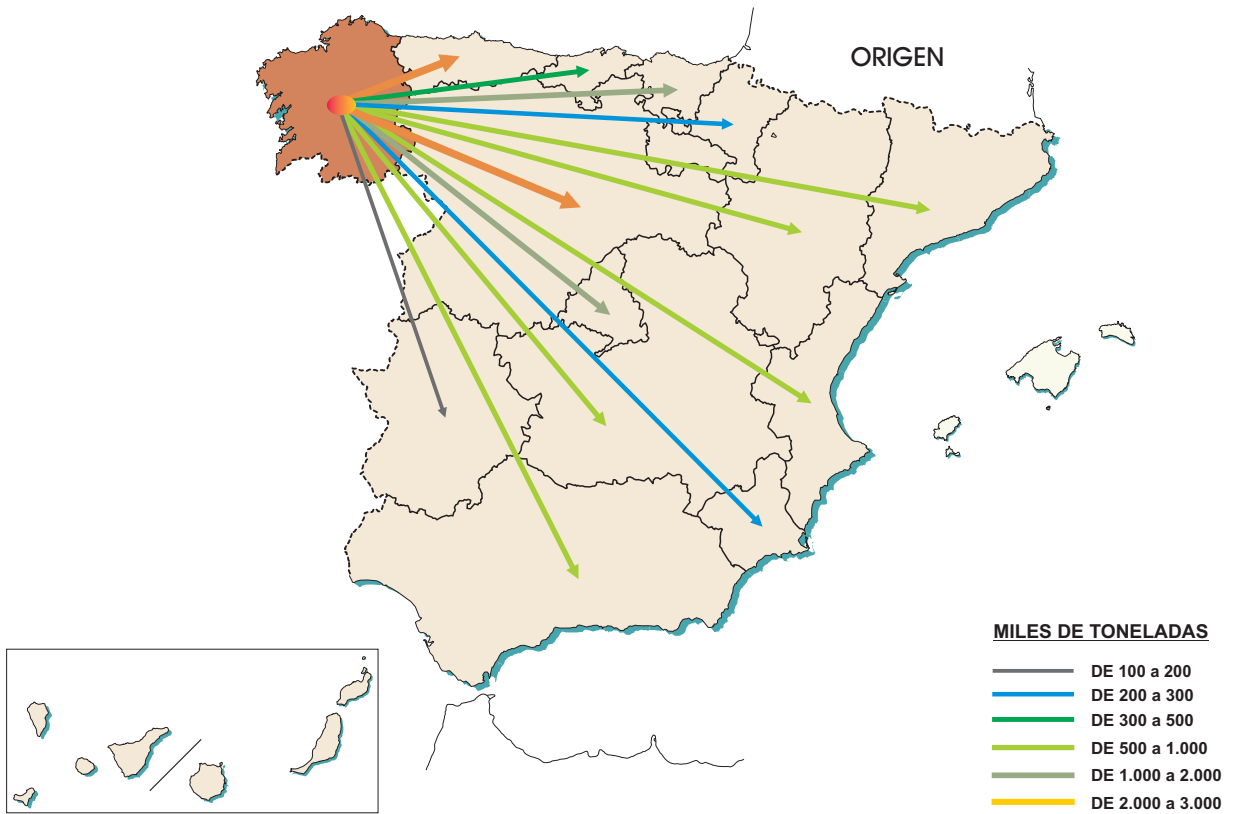 ORIGEN
MILES DE TONELADAS
DE 100 a 200
DE 200 a 300
DE 300 a 500
DE 500 a 1.000
DE 1.000 a 2.000
DE 2.000 a 3.000